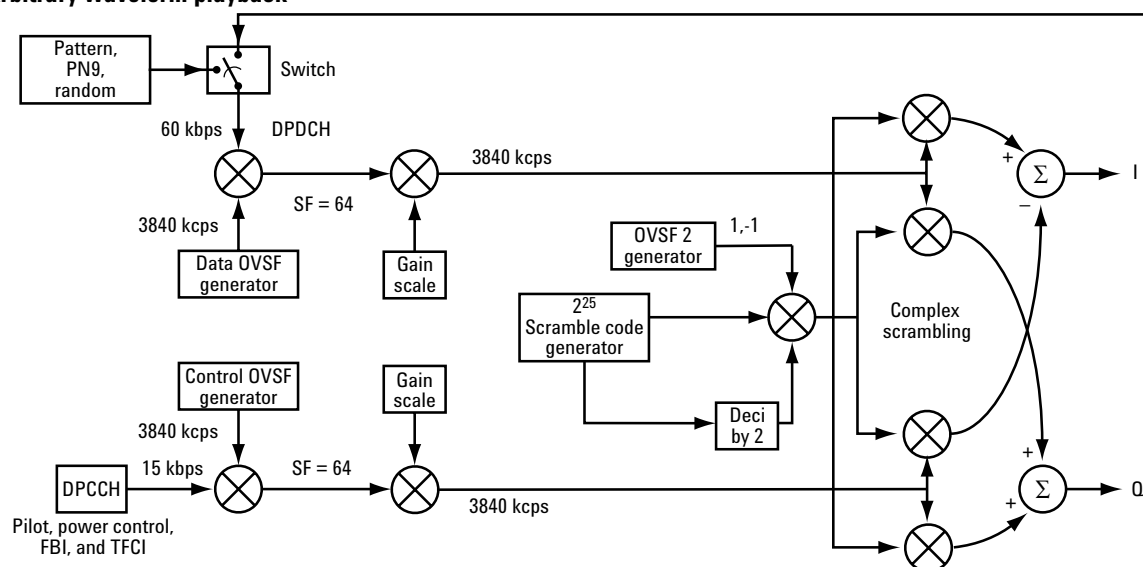 Arbitrary waveform playback
Pattern,
PN9,
random
Switch
60 kbps
DPDCH
3840 kcps
SF = 64
3840 kcps
Data OVSF
generator
Gain
scale
OVSF 2
generator
1,-1
2²⁵
Scramble code
generator
Deci
by 2
Complex
scrambling
+
Σ
−
I
Control OVSF
generator
Gain
scale
3840 kcps
15 kbps
SF = 64
3840 kcps
DPCCH
Pilot, power control,
FBI, and TFCI
+
Σ
+
Q